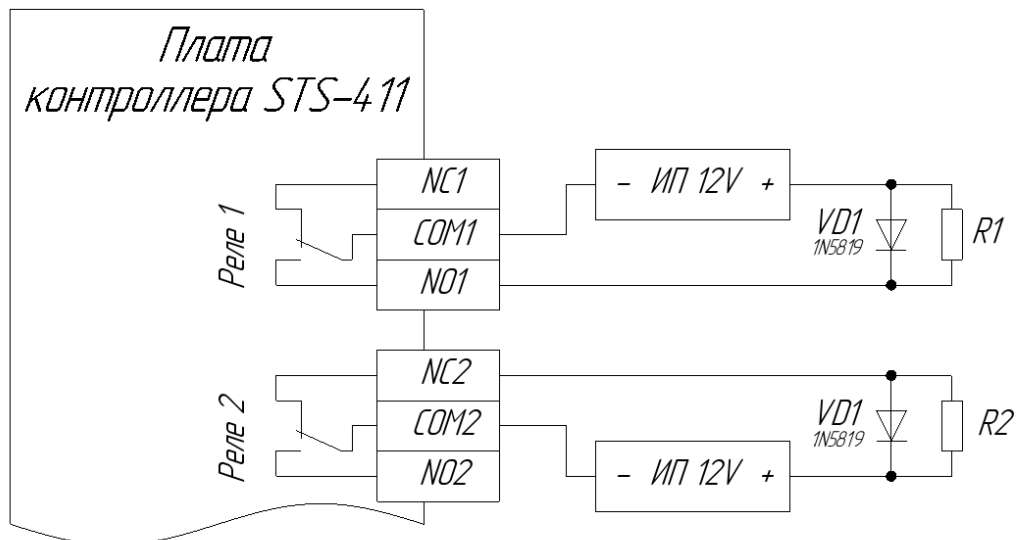 Плата
контроллера STS-411
NC1
COM1
NO1
Реле 1
- ИП 12V +
VD1
1N5819
R1
NC2
COM2
NO2
Реле 2
- ИП 12V +
VD1
1N5819
R2